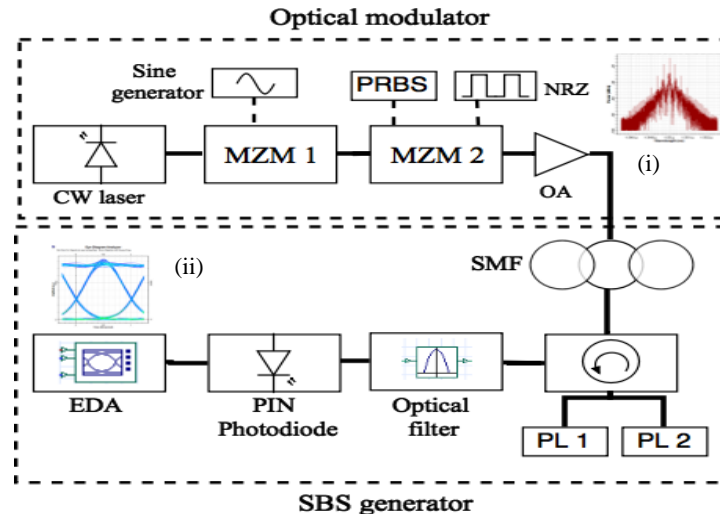 Optical modulator
Sine
generator
PRBS
NRZ
MZM 1
MZM 2
OA
CW laser
(i)
(ii)
SMF
EDA
PIN
Photodiode
Optical
filter
PL 1
PL 2
SBS generator